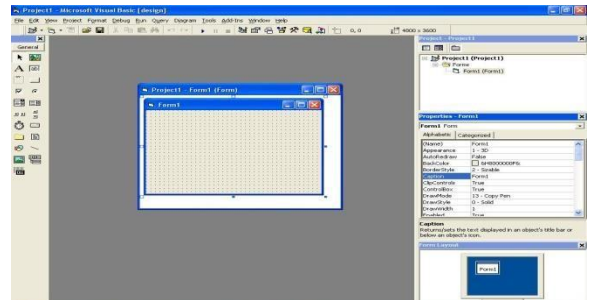 Project1 - Microsoft Visual Basic [design]
File Edit View Project Format Debug Run Query Diagram Tools Add-Ins Window Help
0, 0 4800 x 3600
General
Project1 - Form1 (Form)
Form1
Project - Project1
Project1 (Project1)
Forms
Form1 (Form1)
Properties - Form1
Form1 Form
Alphabetic Categorized
(Name) Form1
Appearance 1 - 3D
AutoRedraw False
BackColor &H8000000F&
BorderStyle 2 - Sizable
Caption Form1
ClipControls True
ControlBox True
DrawMode 13 - Copy Pen
DrawStyle 0 - Solid
DrawWidth 1
Enabled True
Caption
Returns/sets the text displayed in an object's title bar or
below an object's icon.
Form Layout
Form1